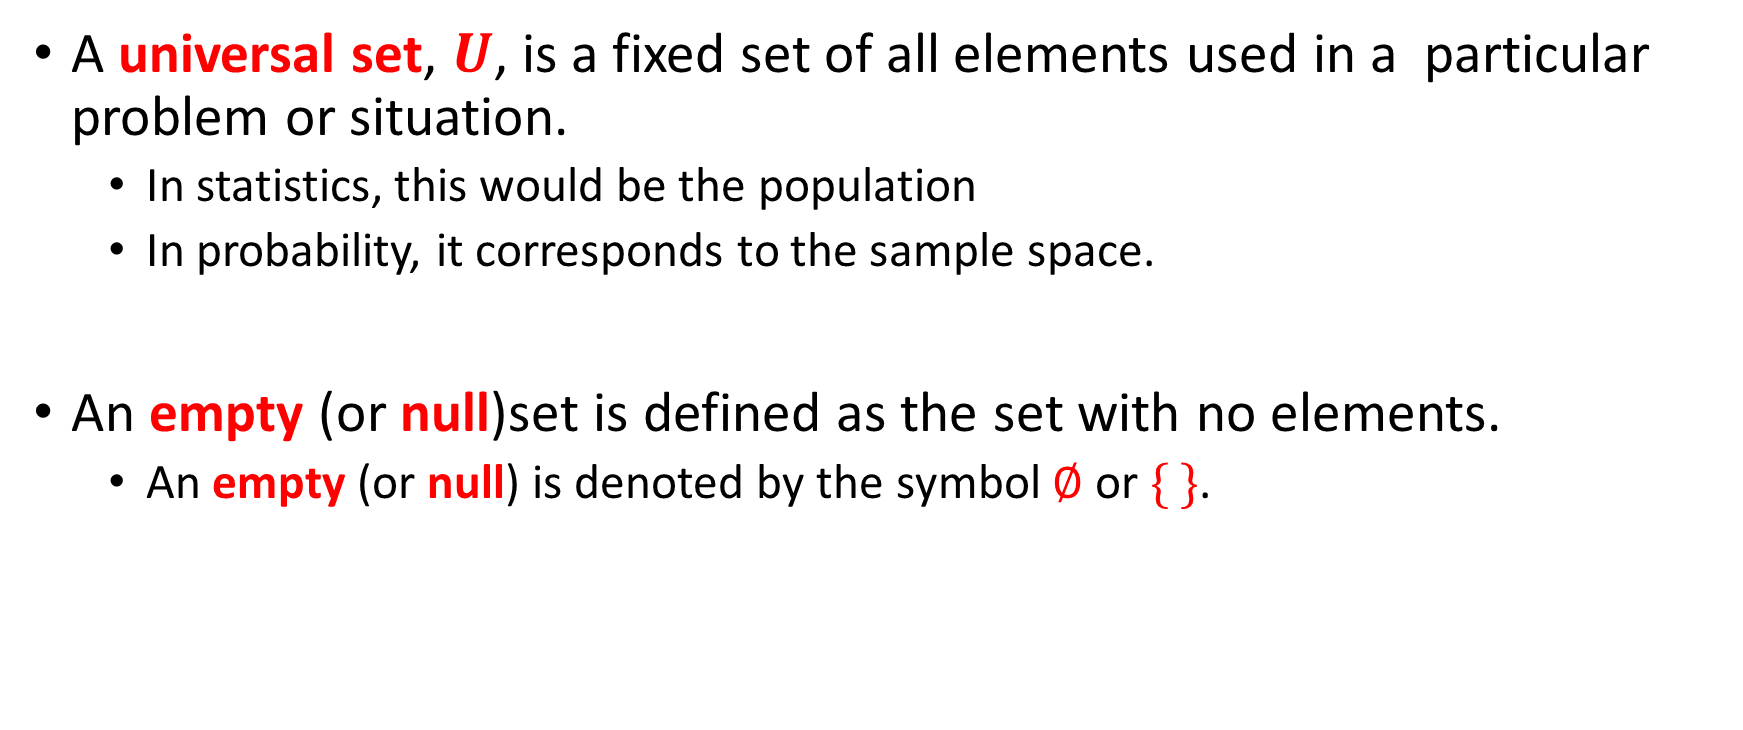 • A universal set, U, is a fixed set of all elements used in a  particular
problem or situation.
• In statistics, this would be the population
• In probability, it corresponds to the sample space.
• An empty (or null)set is defined as the set with no elements.
• An empty (or null) is denoted by the symbol ∅ or { }.